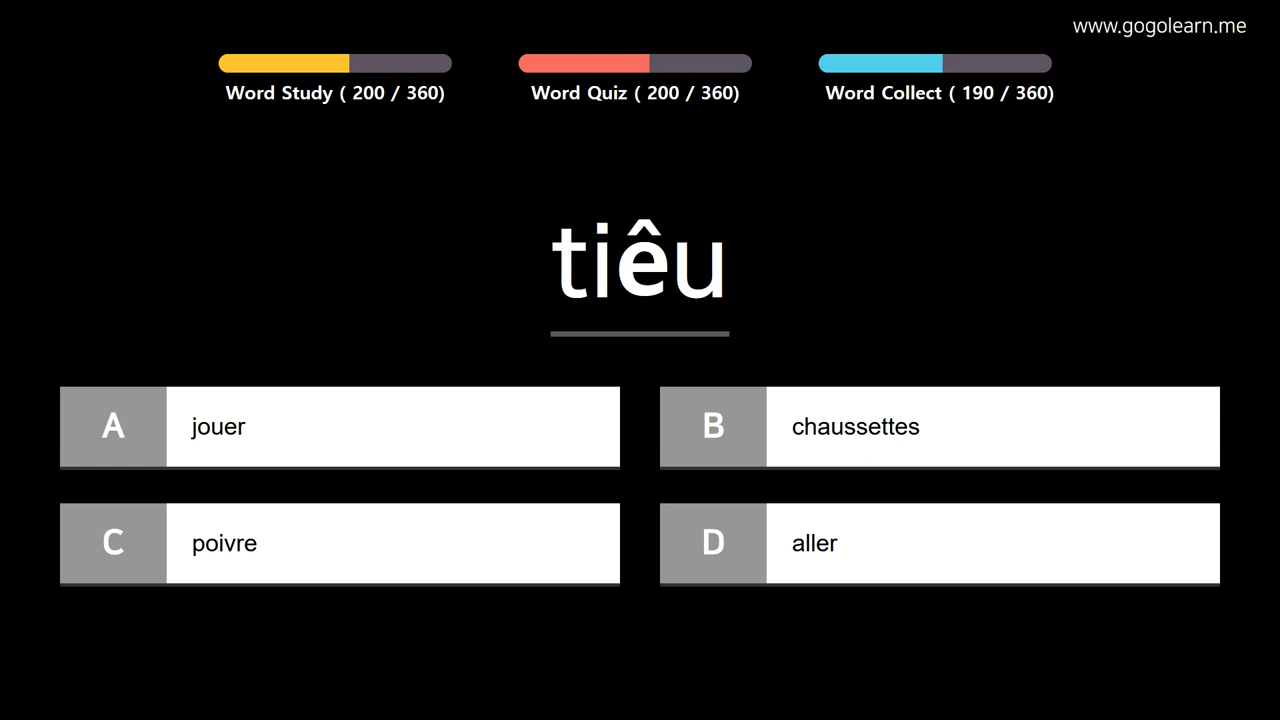 www.gogolearn.me
Word Study ( 200 / 360)
Word Quiz ( 200 / 360)
Word Collect ( 190 / 360)
tiêu
A jouer
B chaussettes
C poivre
D aller